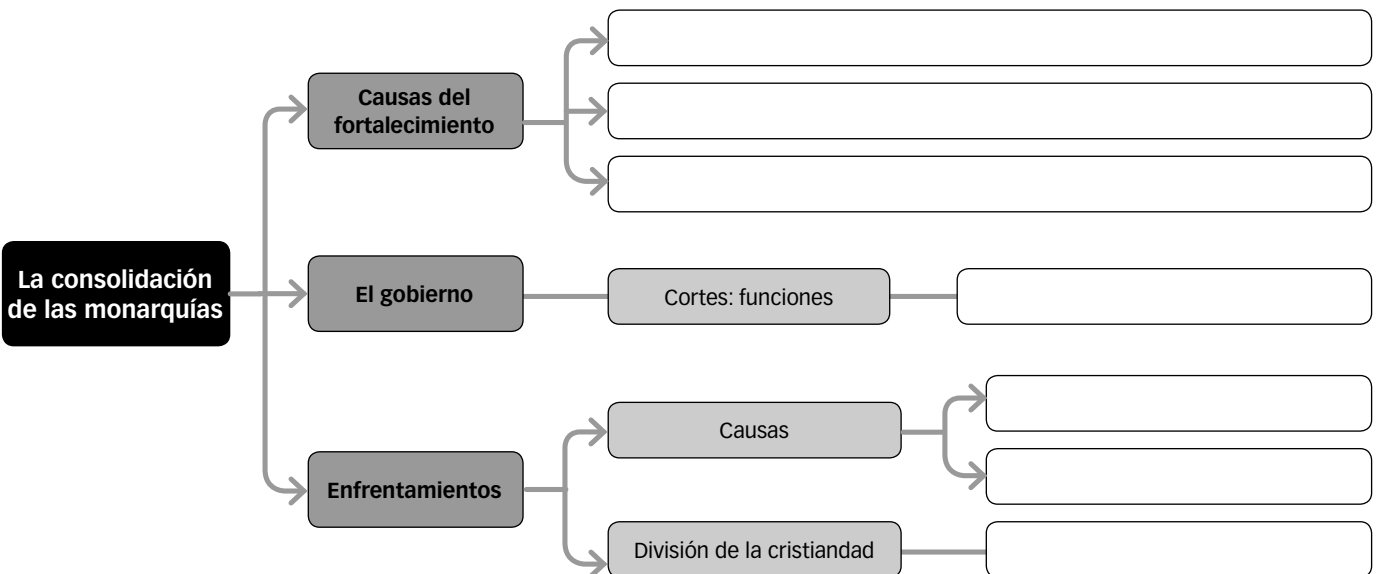 Causas del
fortalecimiento
La consolidación
de las monarquías
El gobierno
Cortes: funciones
Enfrentamientos
Causas
División de la cristiandad